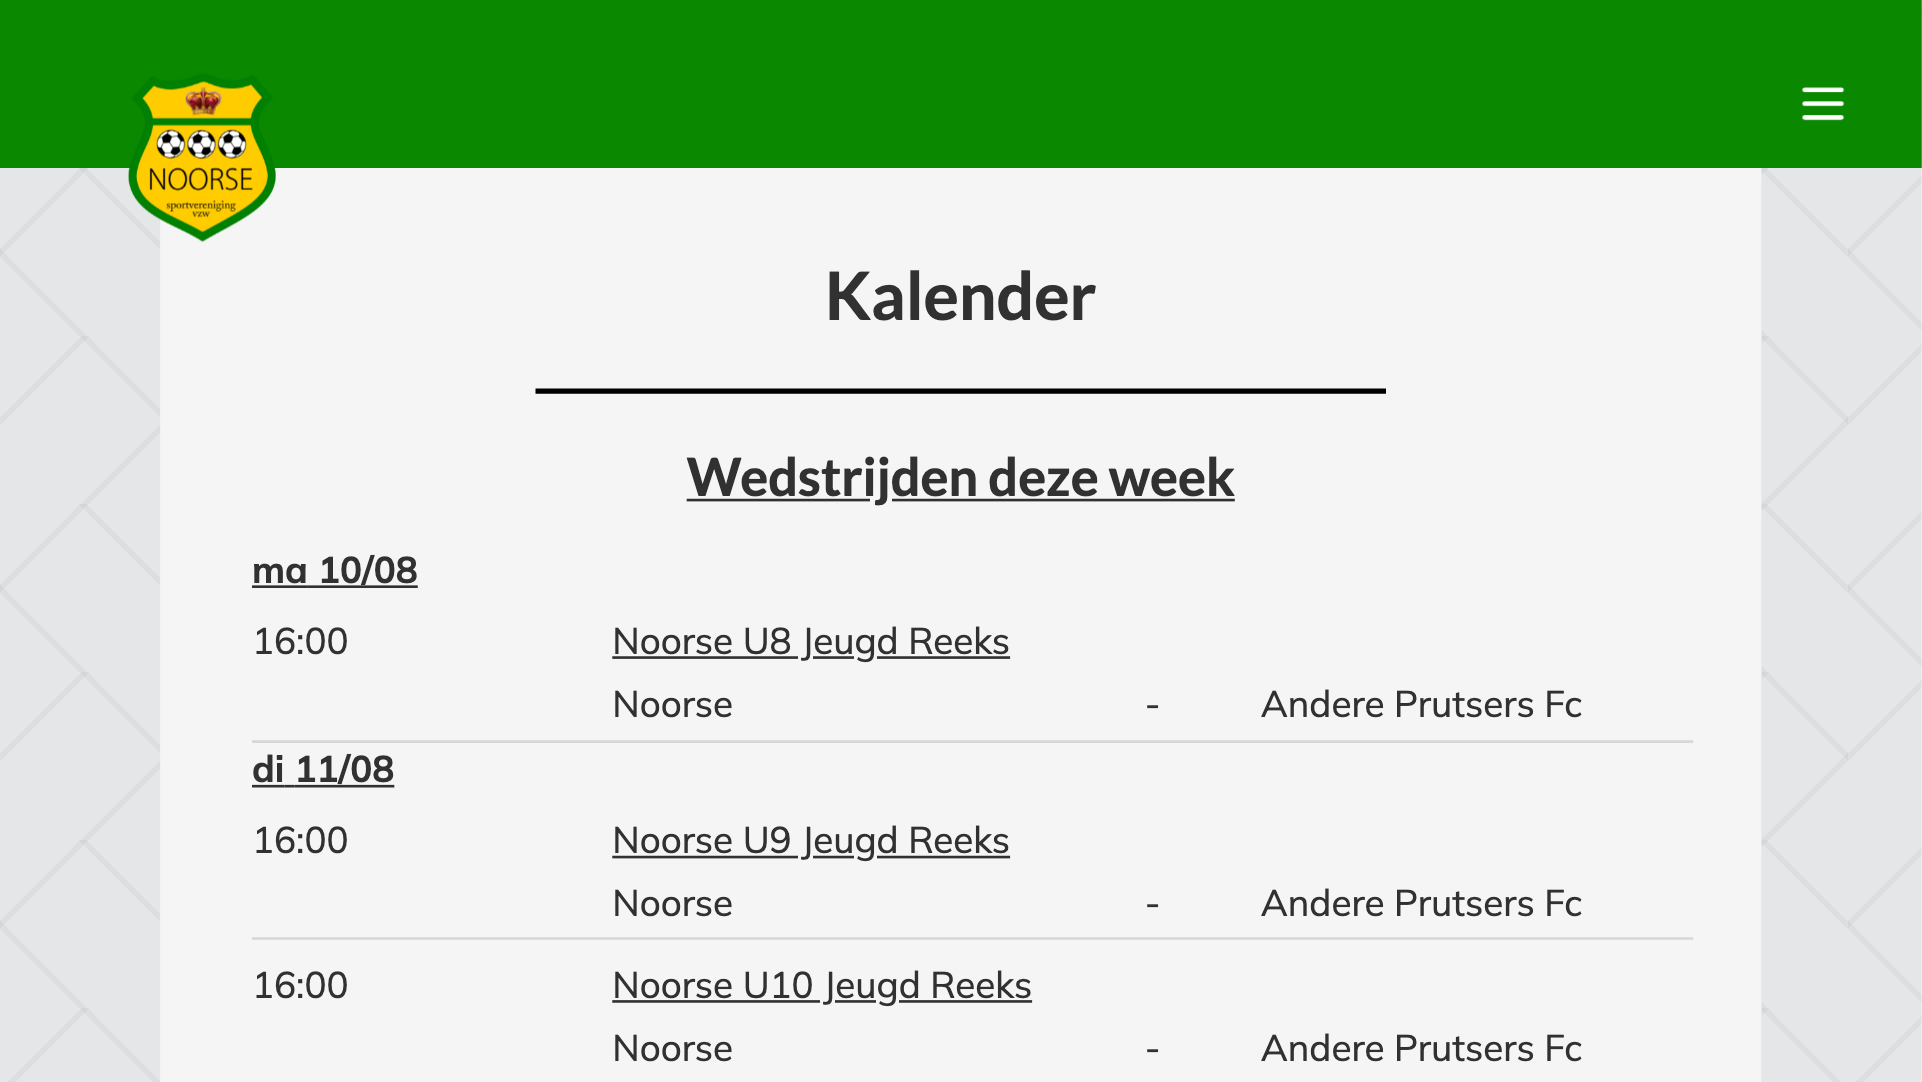 NOORSE
sportvereniging
vzw
Kalender
Wedstrijden deze week
ma 10/08
16:00 Noorse U8 Jeugd Reeks
Noorse - Andere Prutsers Fc
di 11/08
16:00 Noorse U9 Jeugd Reeks
Noorse - Andere Prutsers Fc
16:00 Noorse U10 Jeugd Reeks
Noorse - Andere Prutsers Fc